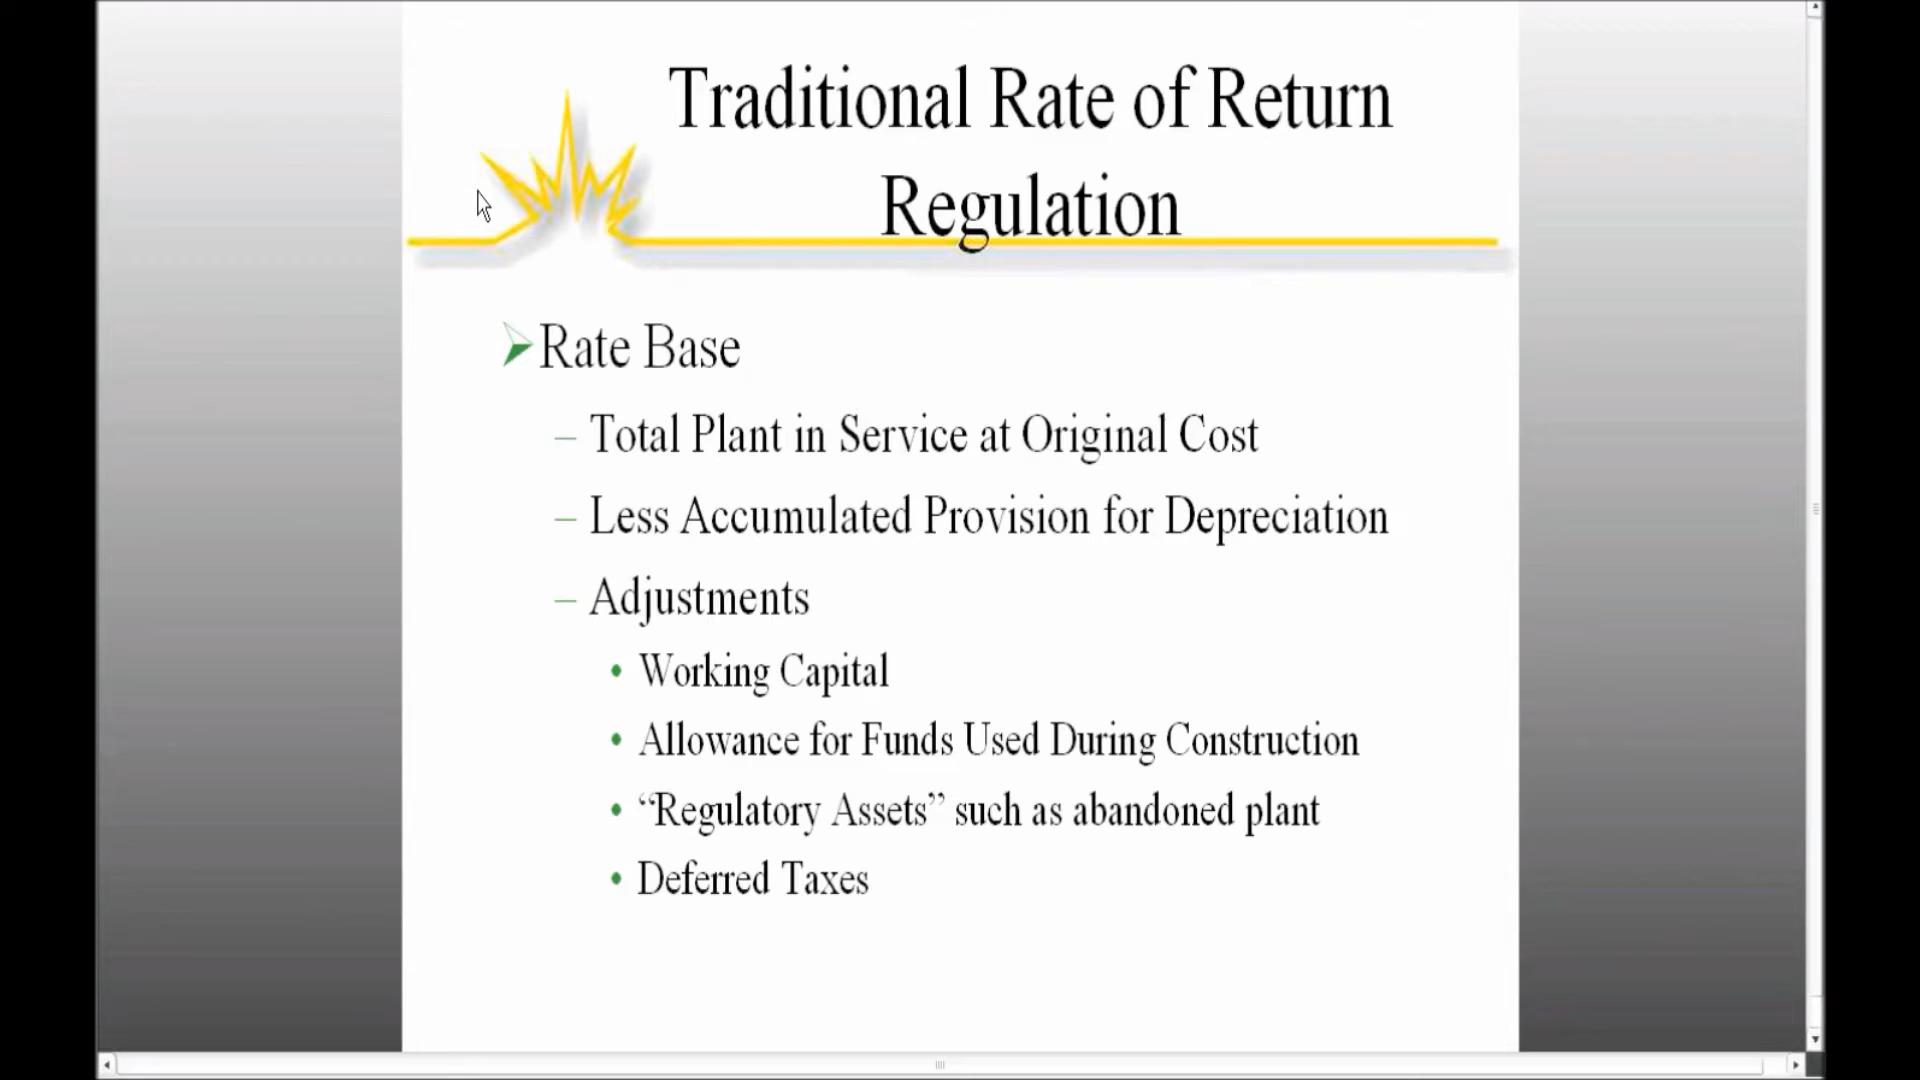 Traditional Rate of Return
Regulation
Rate Base
– Total Plant in Service at Original Cost
– Less Accumulated Provision for Depreciation
– Adjustments
• Working Capital
• Allowance for Funds Used During Construction
• “Regulatory Assets” such as abandoned plant
• Deferred Taxes